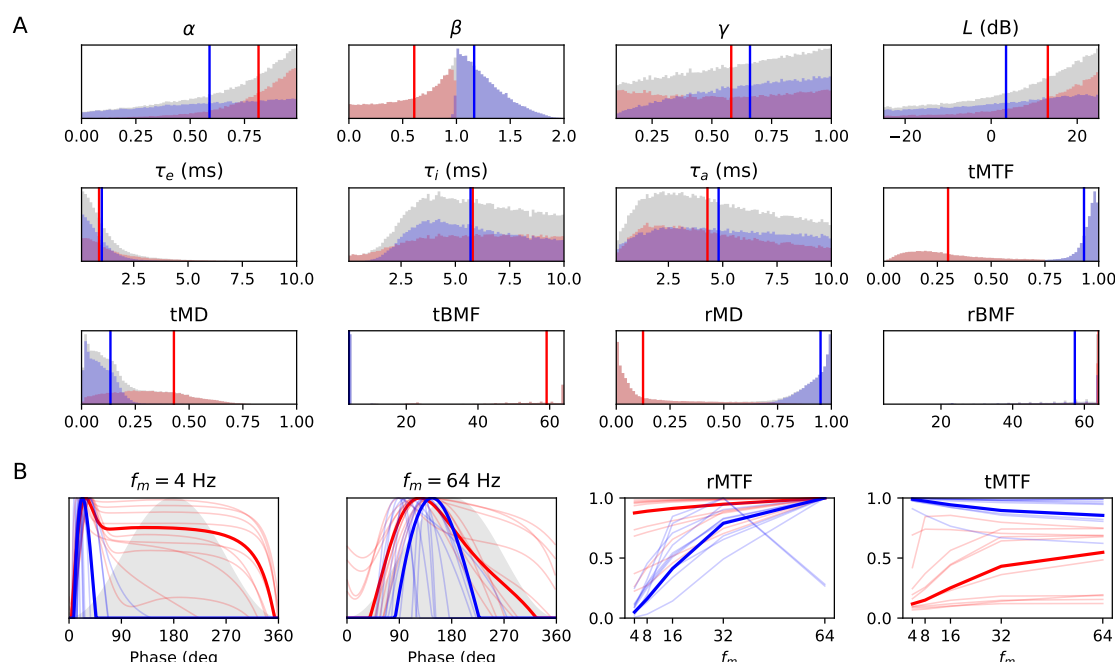 A
α β γ L (dB)
0.00 0.25 0.50 0.75 0.0 0.5 1.0 1.5 2.0 0.25 0.50 0.75 1.00 −20 0 20
τe (ms) τi (ms) τa (ms) tMTF
2.5 5.0 7.5 10.0 2.5 5.0 7.5 10.0 2.5 5.0 7.5 10.0 0.00 0.25 0.50 0.75 1.00
tMD tBMF rMD rBMF
0.00 0.25 0.50 0.75 1.00 20 40 60 0.00 0.25 0.50 0.75 1.00 20 40 60
B
fm = 4 Hz fm = 64 Hz rMTF tMTF
1.0 1.0
0.5 0.5
0.0 0.0
0 90 180 270 360 0 90 180 270 360 4 8 16 32 64 4 8 16 32 64
Phase (deg Phase (deg fm fm